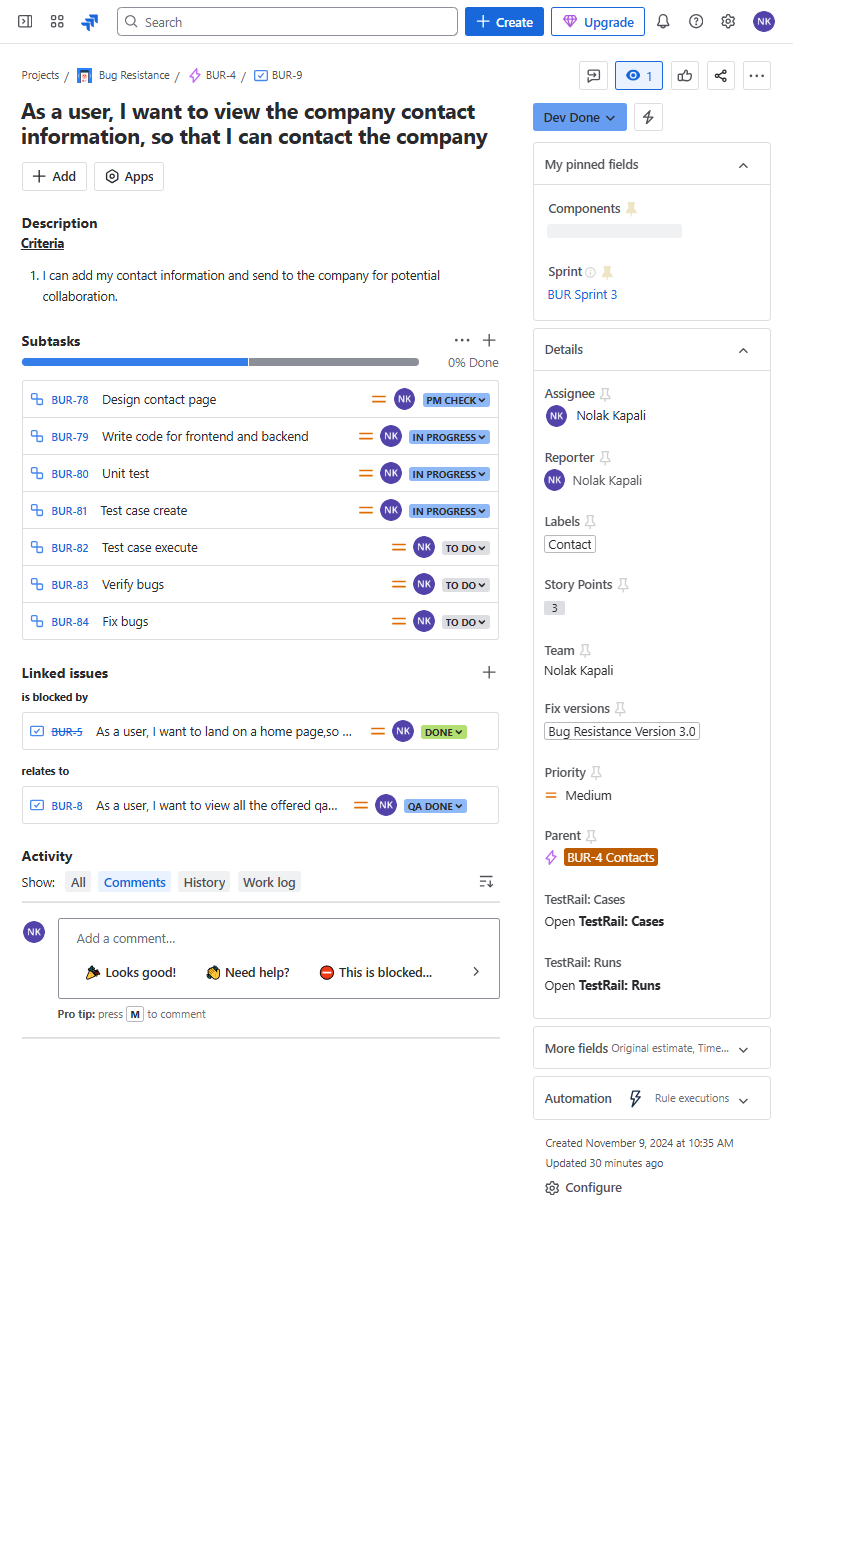 Search
Create
Upgrade
NK
Projects / Bug Resistance / BUR-4 / BUR-9
1
As a user, I want to view the company contact
information, so that I can contact the company
Add
Apps
Description
Criteria
1. I can add my contact information and send to the company for potential
collaboration.
Subtasks
0% Done
BUR-78 Design contact page NK PM CHECK
BUR-79 Write code for frontend and backend NK IN PROGRESS
BUR-80 Unit test NK IN PROGRESS
BUR-81 Test case create NK IN PROGRESS
BUR-82 Test case execute NK TO DO
BUR-83 Verify bugs NK TO DO
BUR-84 Fix bugs NK TO DO
Linked issues
is blocked by
BUR-5 As a user, I want to land on a home page,so ... NK DONE
relates to
BUR-8 As a user, I want to view all the offered qa... NK QA DONE
Activity
Show: All Comments History Work log
NK
Add a comment...
Looks good! Need help? This is blocked...
Pro tip: press M to comment
Dev Done
My pinned fields
Components
Sprint
BUR Sprint 3
Details
Assignee
NK Nolak Kapali
Reporter
NK Nolak Kapali
Labels
Contact
Story Points
3
Team
Nolak Kapali
Fix versions
Bug Resistance Version 3.0
Priority
Medium
Parent
BUR-4 Contacts
TestRail: Cases
Open TestRail: Cases
TestRail: Runs
Open TestRail: Runs
More fields Original estimate, Time...
Automation Rule executions
Created November 9, 2024 at 10:35 AM
Updated 30 minutes ago
Configure